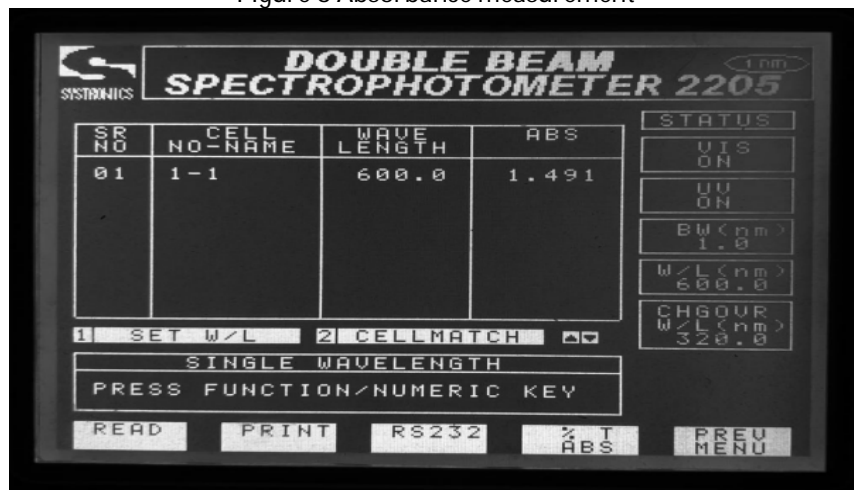 Figure 3 Absorbance measurement
DOUBLE BEAM
SPECTROPHOTOMETER 2205
1 nm
SYSTRONICS
SR NO
CELL NO-NAME
WAVE LENGTH
ABS
01 1-1 600.0 1.491
STATUS
VIS
ON
UV
ON
BW(nm)
1.0
W/L(nm)
600.0
CHGOVR
W/L(nm)
320.0
1 SET W/L 2 CELLMATCH
SINGLE WAVELENGTH
PRESS FUNCTION/NUMERIC KEY
READ PRINT RS232 % T ABS PREV MENU